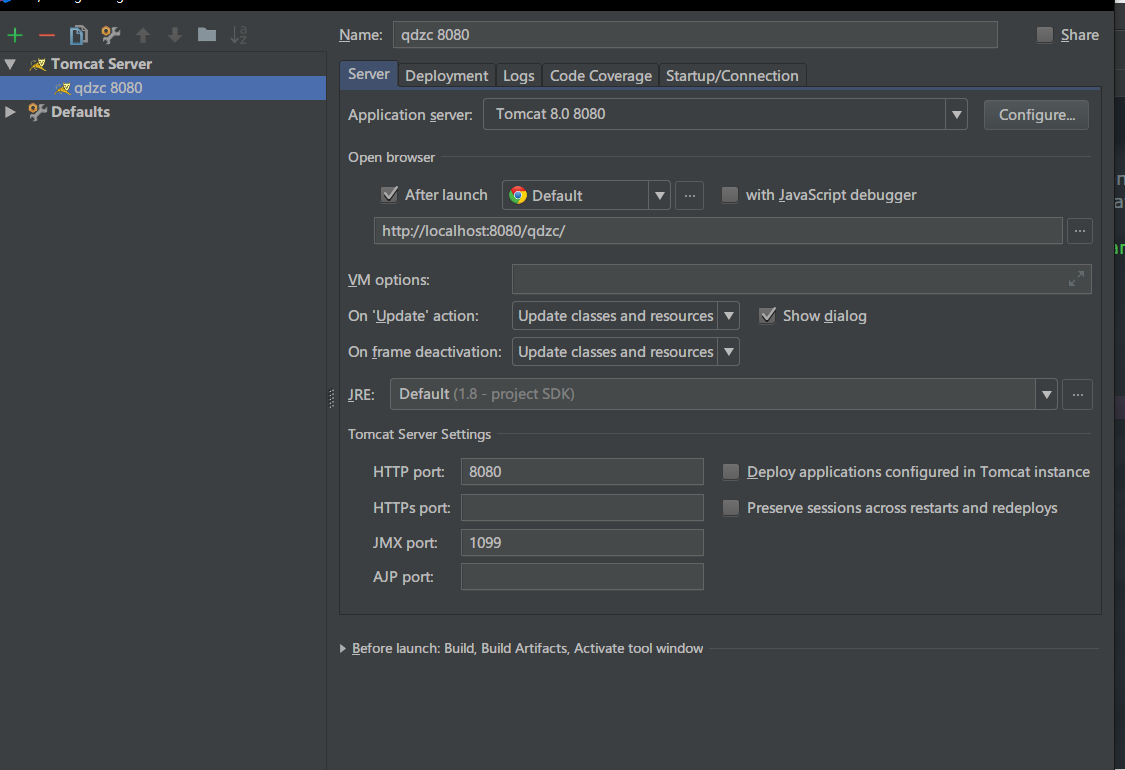 Name: qdzc 8080 Share
Tomcat Server
qdzc 8080
Defaults
Server Deployment Logs Code Coverage Startup/Connection
Application server: Tomcat 8.0 8080 Configure...
Open browser
After launch Default ... with JavaScript debugger
http://localhost:8080/qdzc/ ...
VM options:
On 'Update' action: Update classes and resources Show dialog
On frame deactivation: Update classes and resources
JRE: Default (1.8 - project SDK) ...
Tomcat Server Settings
HTTP port: 8080 Deploy applications configured in Tomcat instance
HTTPs port: Preserve sessions across restarts and redeploys
JMX port: 1099
AJP port:
Before launch: Build, Build Artifacts, Activate tool window